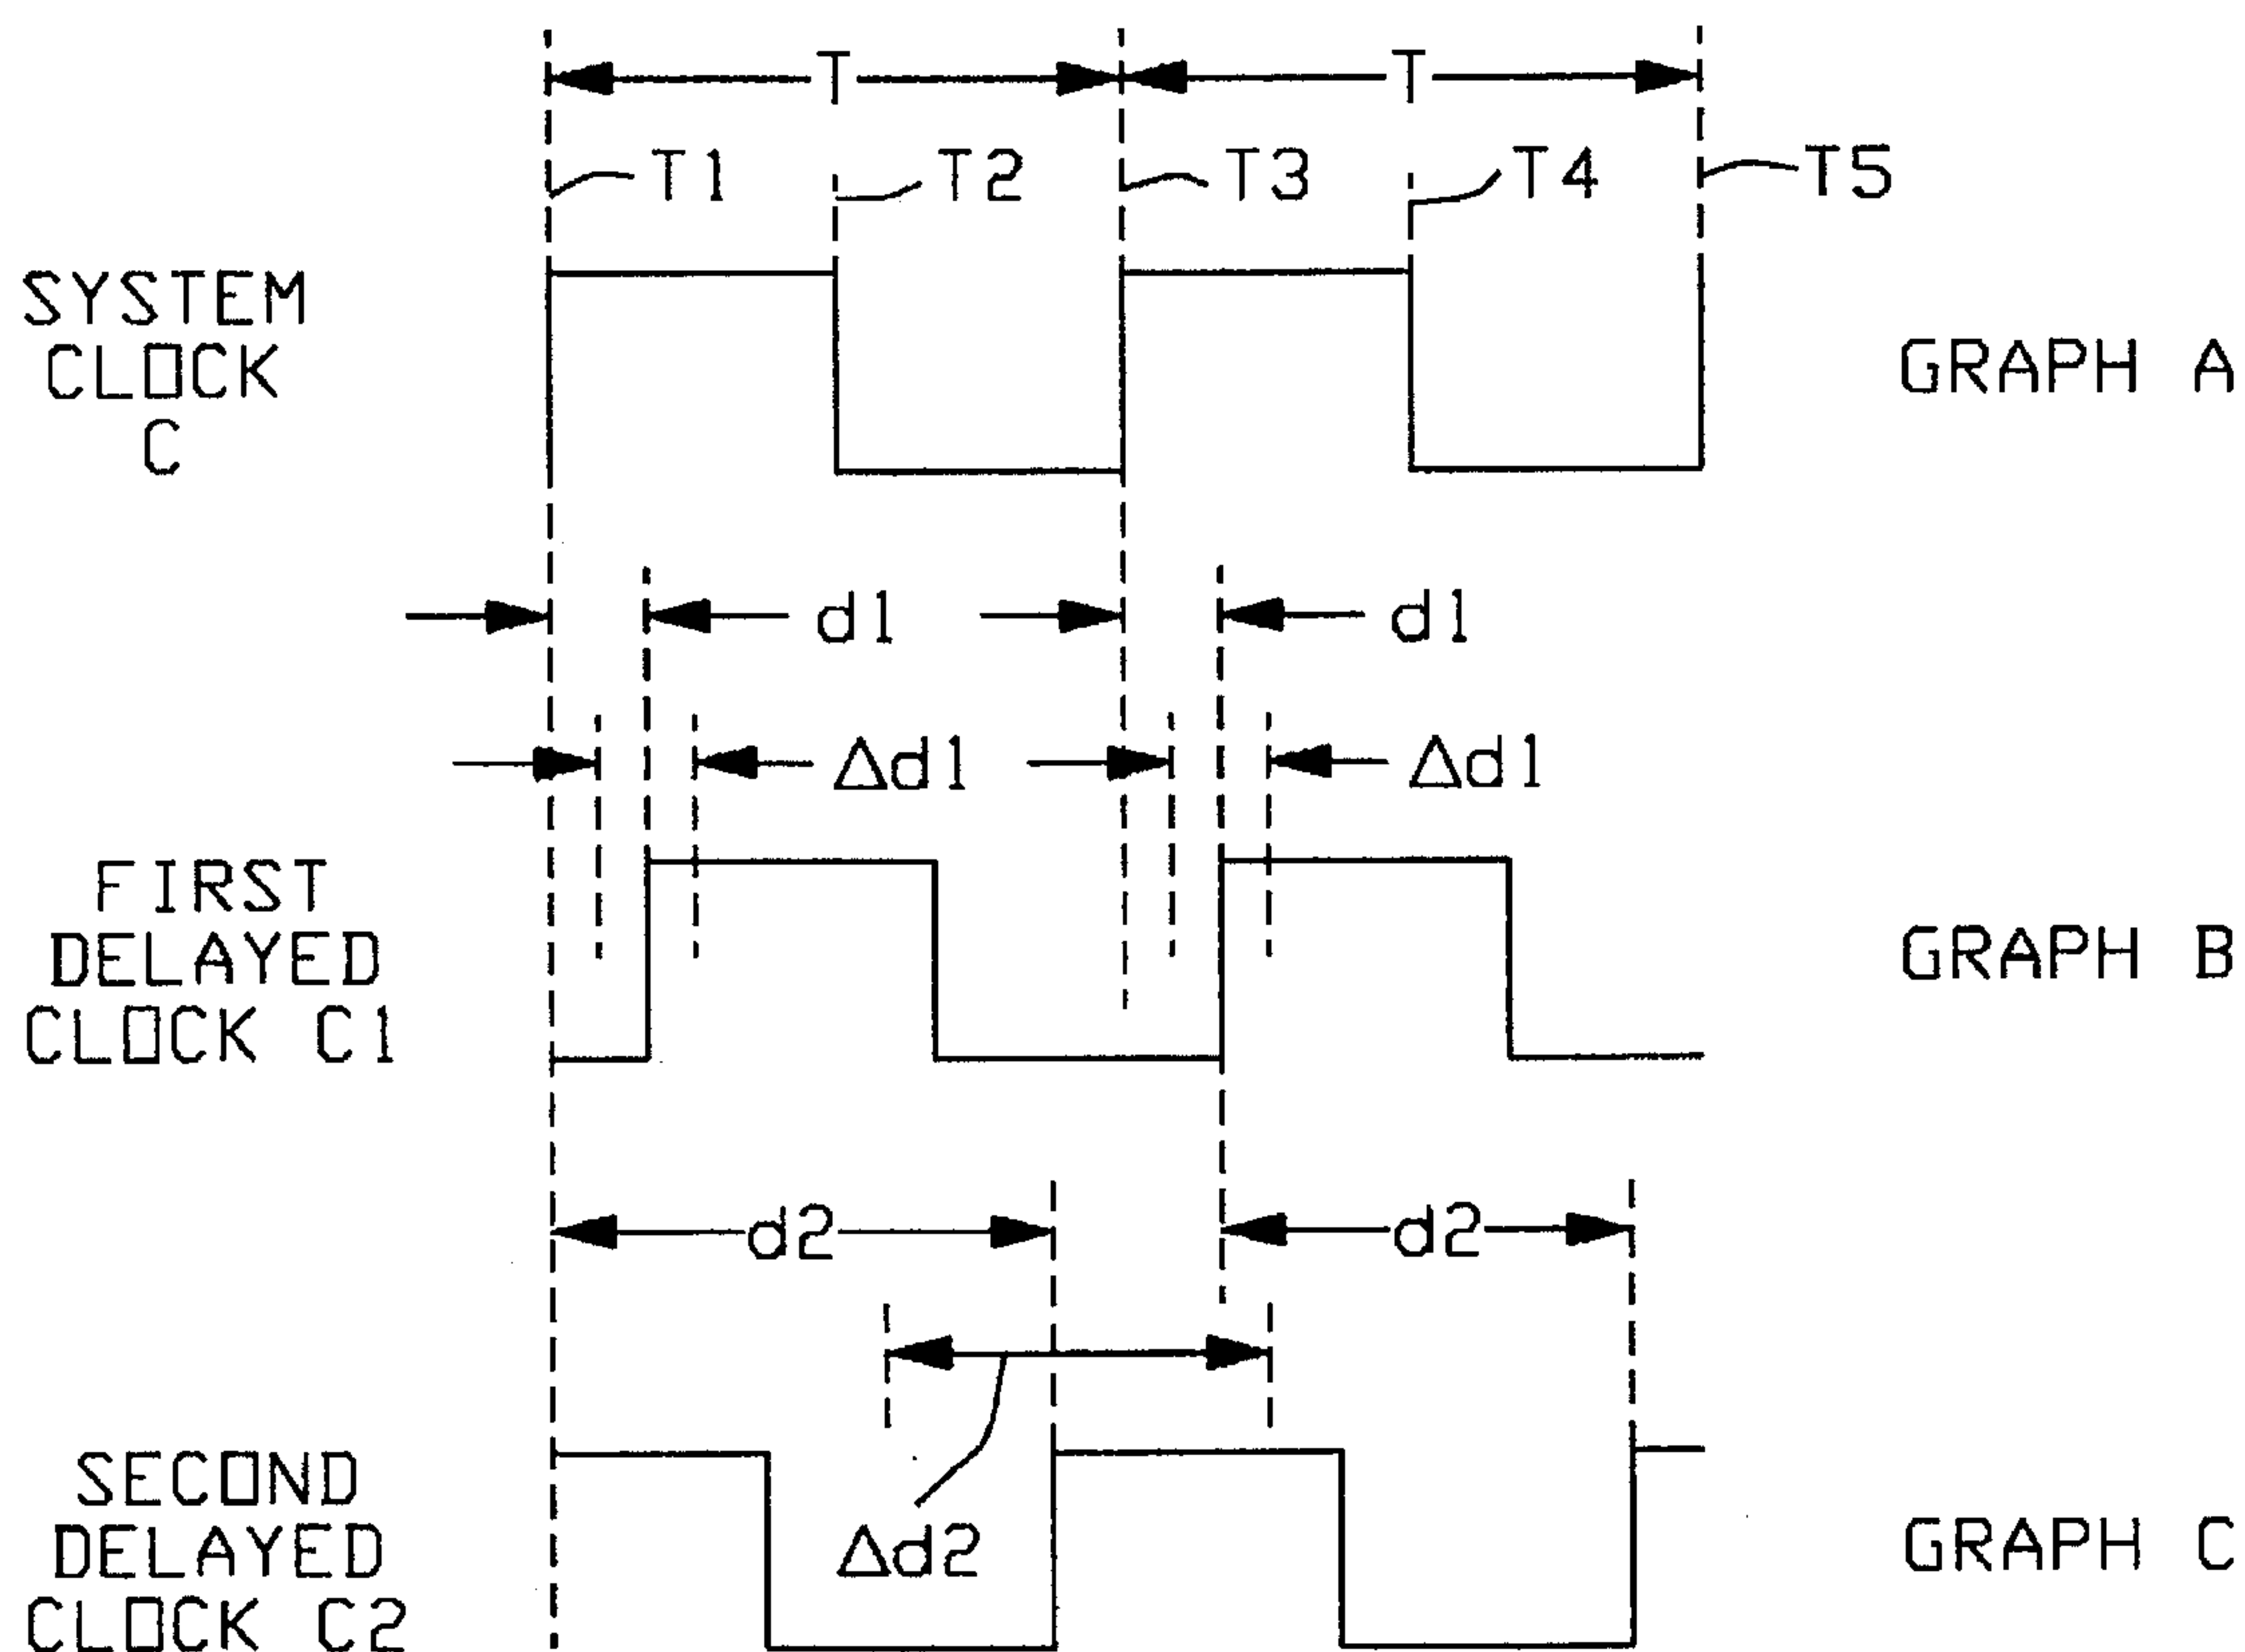 T T
T1 T2 T3 T4 T5
SYSTEM
CLOCK
C
GRAPH A
d1 d1
Δd1 Δd1
FIRST
DELAYED
CLOCK C1
GRAPH B
d2 d2
SECOND
DELAYED
CLOCK C2
Δd2
GRAPH C